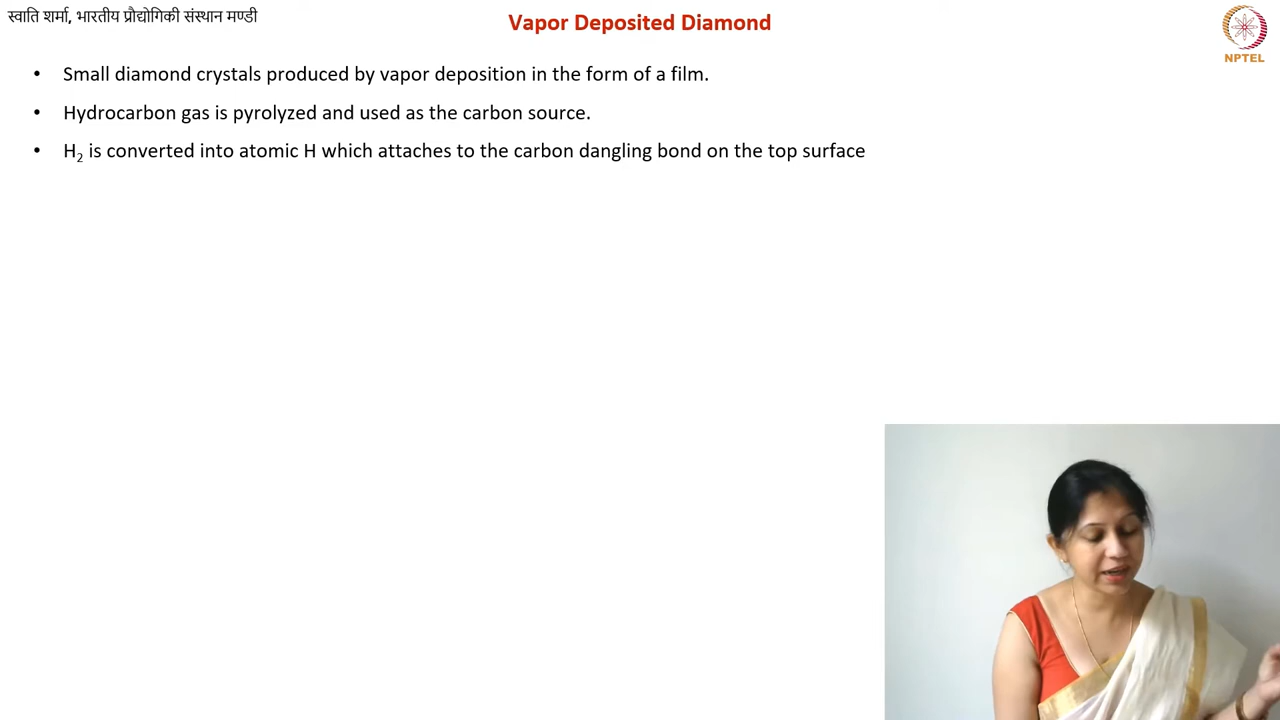 स्वाति शर्मा, भारतीय प्रौद्योगिकी संस्थान मण्डी
Vapor Deposited Diamond
NPTEL
• Small diamond crystals produced by vapor deposition in the form of a film.
• Hydrocarbon gas is pyrolyzed and used as the carbon source.
• H₂ is converted into atomic H which attaches to the carbon dangling bond on the top surface